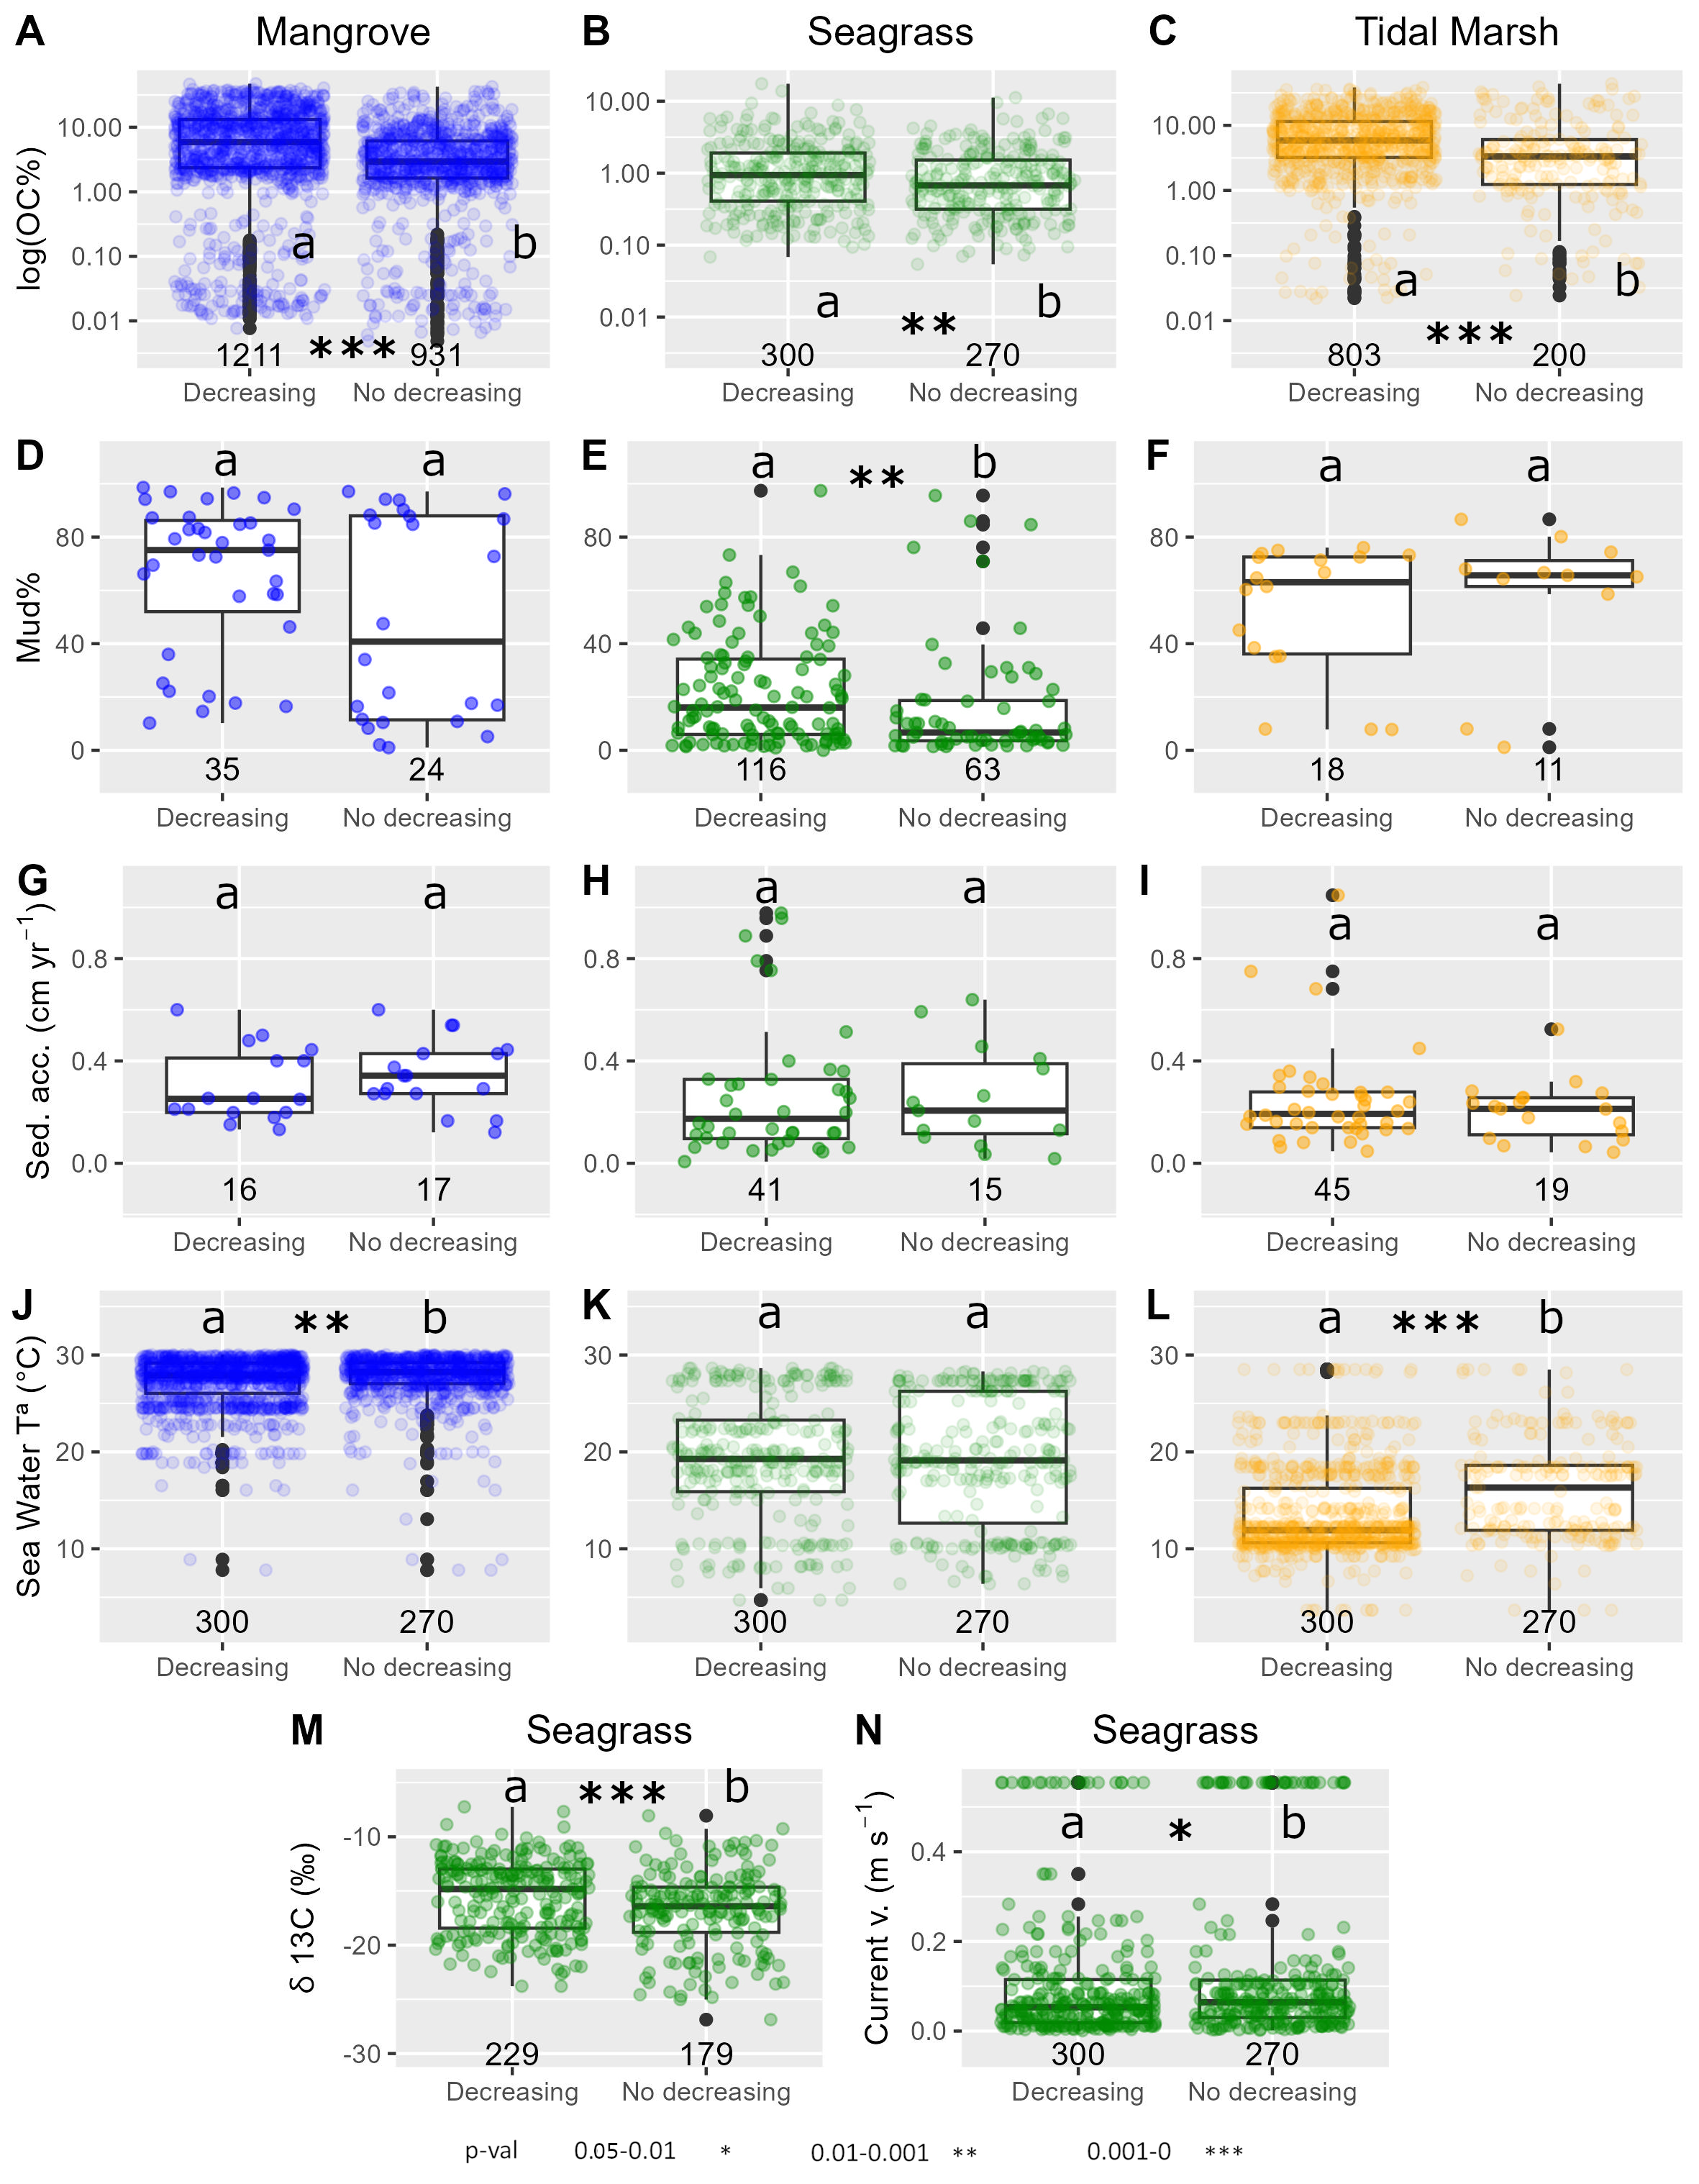 A Mangrove B Seagrass C Tidal Marsh
log(OC%)
10.00
1.00
0.10
0.01
a b
1211 *** 931
Decreasing No decreasing
10.00
1.00
0.10
0.01
a b
**
300 270
Decreasing No decreasing
10.00
1.00
0.10
0.01
a b
***
803 200
Decreasing No decreasing
D a a
Mud%
80
40
0
35 24
Decreasing No decreasing
E a ** b
80
40
0
116 63
Decreasing No decreasing
F a a
80
40
0
18 11
Decreasing No decreasing
G a a
Sed. acc. (cm yr⁻¹)
0.8
0.4
0.0
16 17
Decreasing No decreasing
H a a
0.8
0.4
0.0
41 15
Decreasing No decreasing
I a a
0.8
0.4
0.0
45 19
Decreasing No decreasing
J a ** b
Sea Water Tª (°C)
30
20
10
300 270
Decreasing No decreasing
K a a
30
20
10
300 270
Decreasing No decreasing
L a *** b
30
20
10
300 270
Decreasing No decreasing
M Seagrass
a *** b
δ 13C (‰)
-10
-20
-30
229 179
Decreasing No decreasing
N Seagrass
a * b
Current v. (m s⁻¹)
0.4
0.2
0.0
300 270
Decreasing No decreasing
p-val 0.05-0.01 * 0.01-0.001 ** 0.001-0 ***